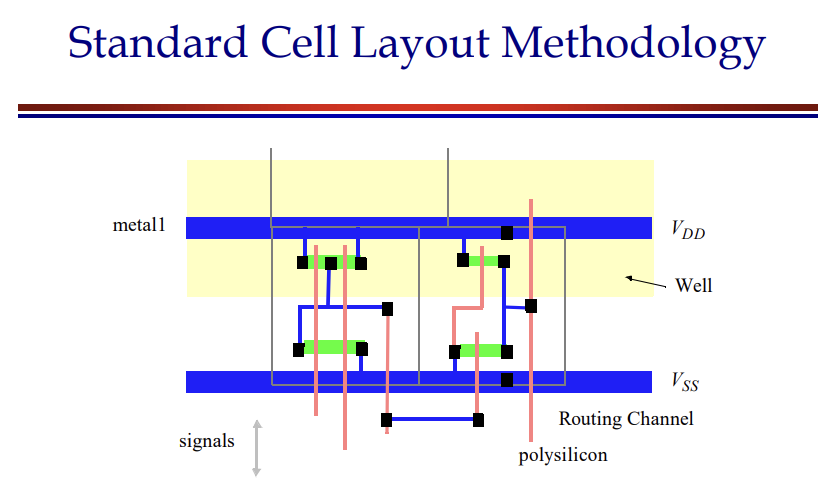 Standard Cell Layout Methodology
metal1
VDD
Well
VSS
Routing Channel
signals
polysilicon